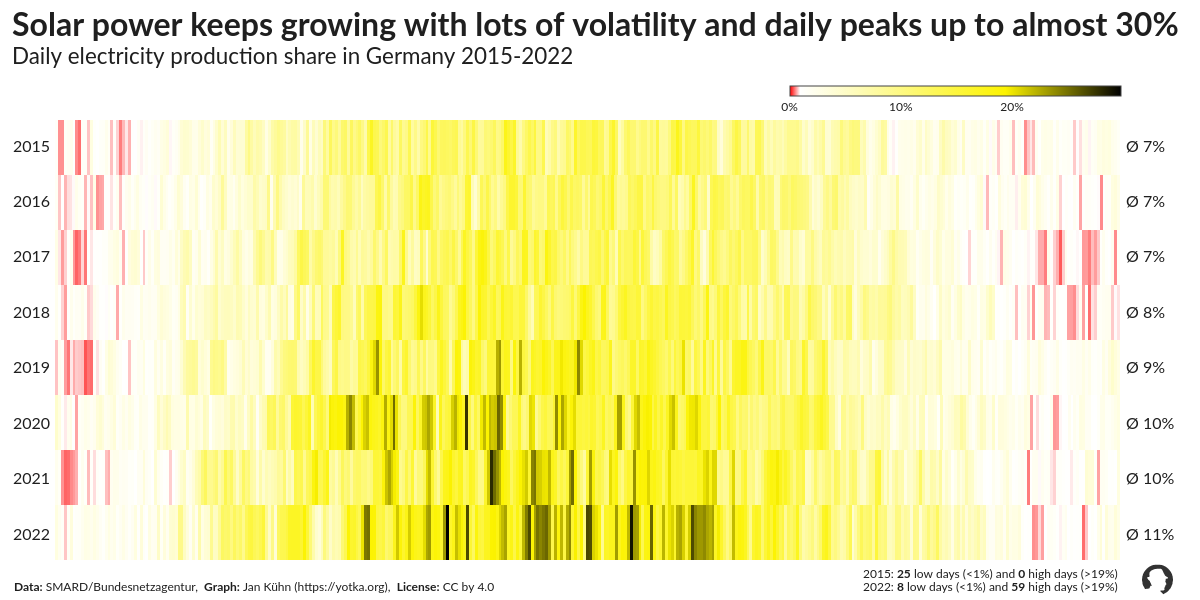 Solar power keeps growing with lots of volatility and daily peaks up to almost 30%
Daily electricity production share in Germany 2015-2022
0% 10% 20%
2015 Ø 7%
2016 Ø 7%
2017 Ø 7%
2018 Ø 8%
2019 Ø 9%
2020 Ø 10%
2021 Ø 10%
2022 Ø 11%
2015: 25 low days (<1%) and 0 high days (>19%)
Data: SMARD/Bundesnetzagentur, Graph: Jan Kühn (https://yotka.org), License: CC by 4.0
2022: 8 low days (<1%) and 59 high days (>19%)